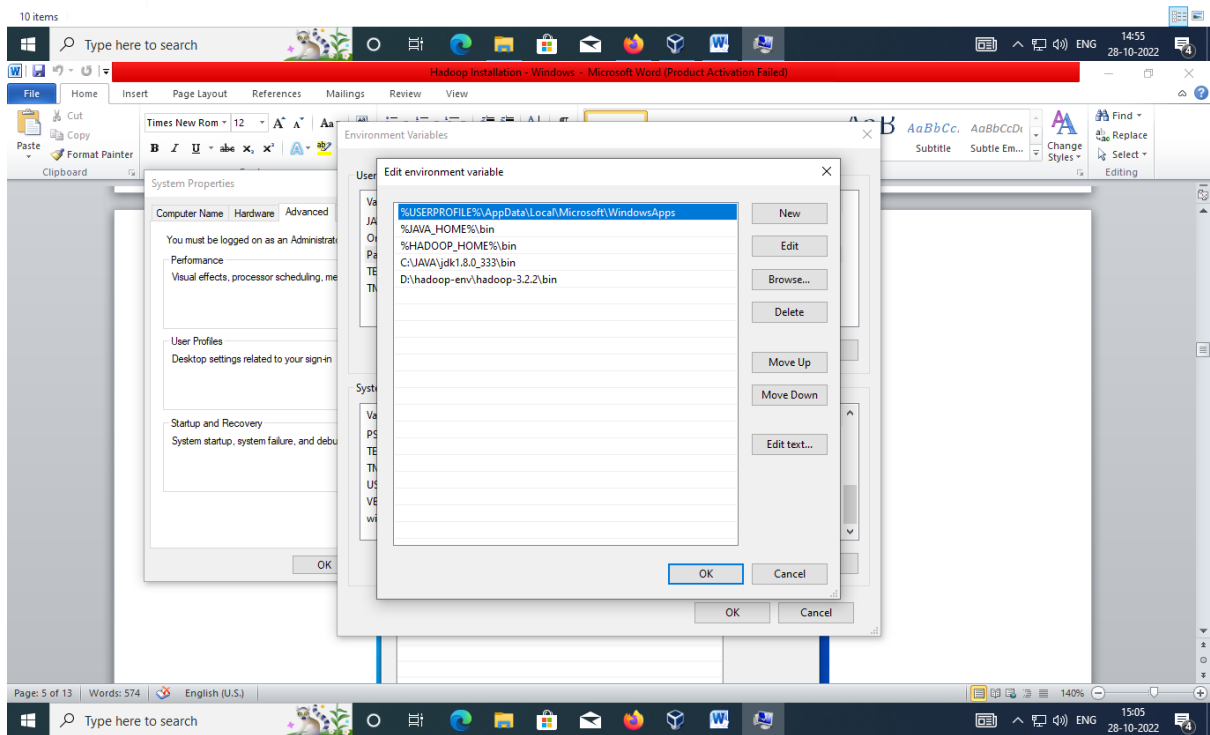 10 items
Type here to search
ENG
14:55
28-10-2022
4
Hadoop Installation - Windows - Microsoft Word (Product Activation Failed)
File Home Insert Page Layout References Mailings Review View
Cut
Copy
Format Painter
Paste
Clipboard
Times New Rom 12
Subtitle
Subtle Em...
Change Styles
Find
Replace
Select
Editing
System Properties
Computer Name Hardware Advanced
You must be logged on as an Administrat
Performance
Visual effects, processor scheduling, me
User Profiles
Desktop settings related to your sign-in
Startup and Recovery
System startup, system failure, and debu
OK
Environment Variables
User
Edit environment variable
%USERPROFILE%\AppData\Local\Microsoft\WindowsApps
%JAVA_HOME%\bin
%HADOOP_HOME%\bin
C:\JAVA\jdk1.8.0_333\bin
D:\hadoop-env\hadoop-3.2.2\bin
New
Edit
Browse...
Delete
Move Up
Move Down
Edit text...
OK Cancel
OK Cancel
Page: 5 of 13 Words: 574 English (U.S.) 140%
Type here to search
ENG
15:05
28-10-2022
4